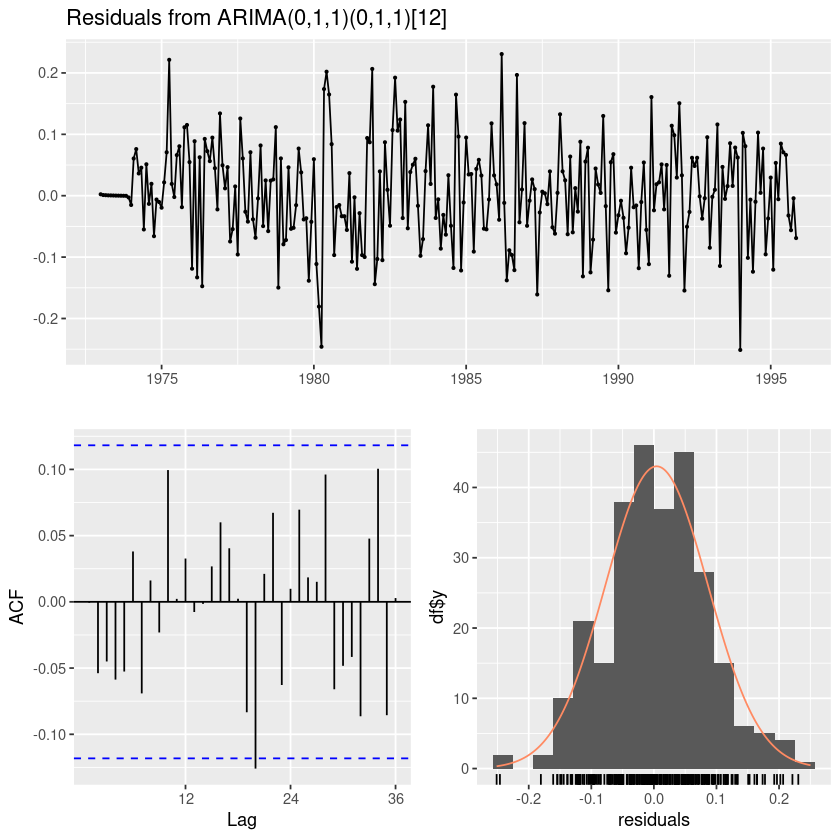 Residuals from ARIMA(0,1,1)(0,1,1)[12]
0.2
0.1
0.0
-0.1
-0.2
1975 1980 1985 1990 1995
ACF
0.10
0.05
0.00
-0.05
-0.10
12 24 36
Lag
df$y
40
30
20
10
0
-0.2 -0.1 0.0 0.1 0.2
residuals